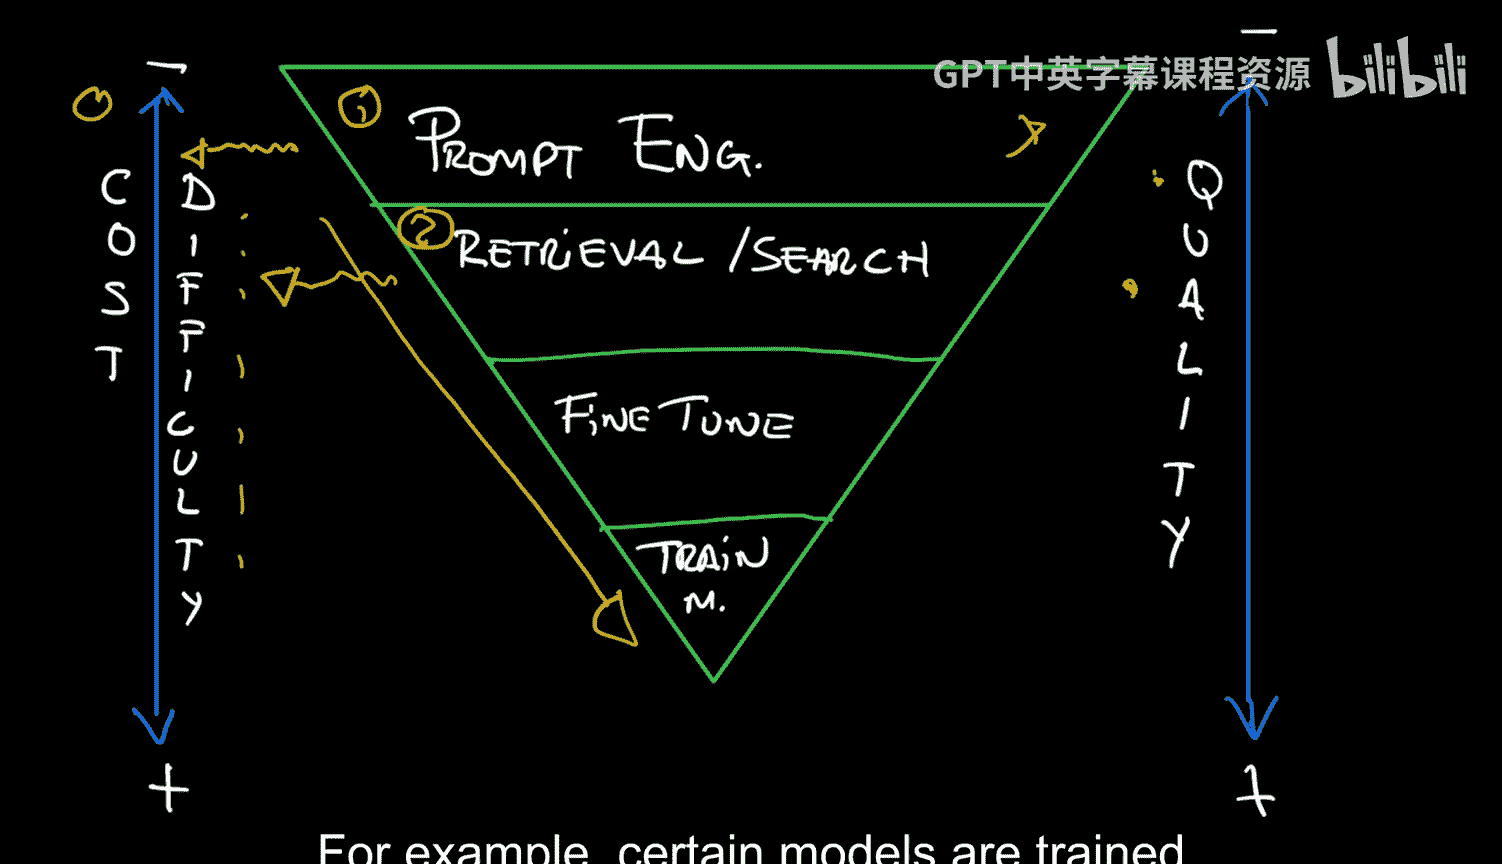 GPT中英字幕课程资源 bilibili
−
−
1
PROMPT ENG.
2
RETRIEVAL / SEARCH
FINE TUNE
TRAIN
M.
COST
DIFFICULTY
QUALITY
+
+
For example, certain models are trained